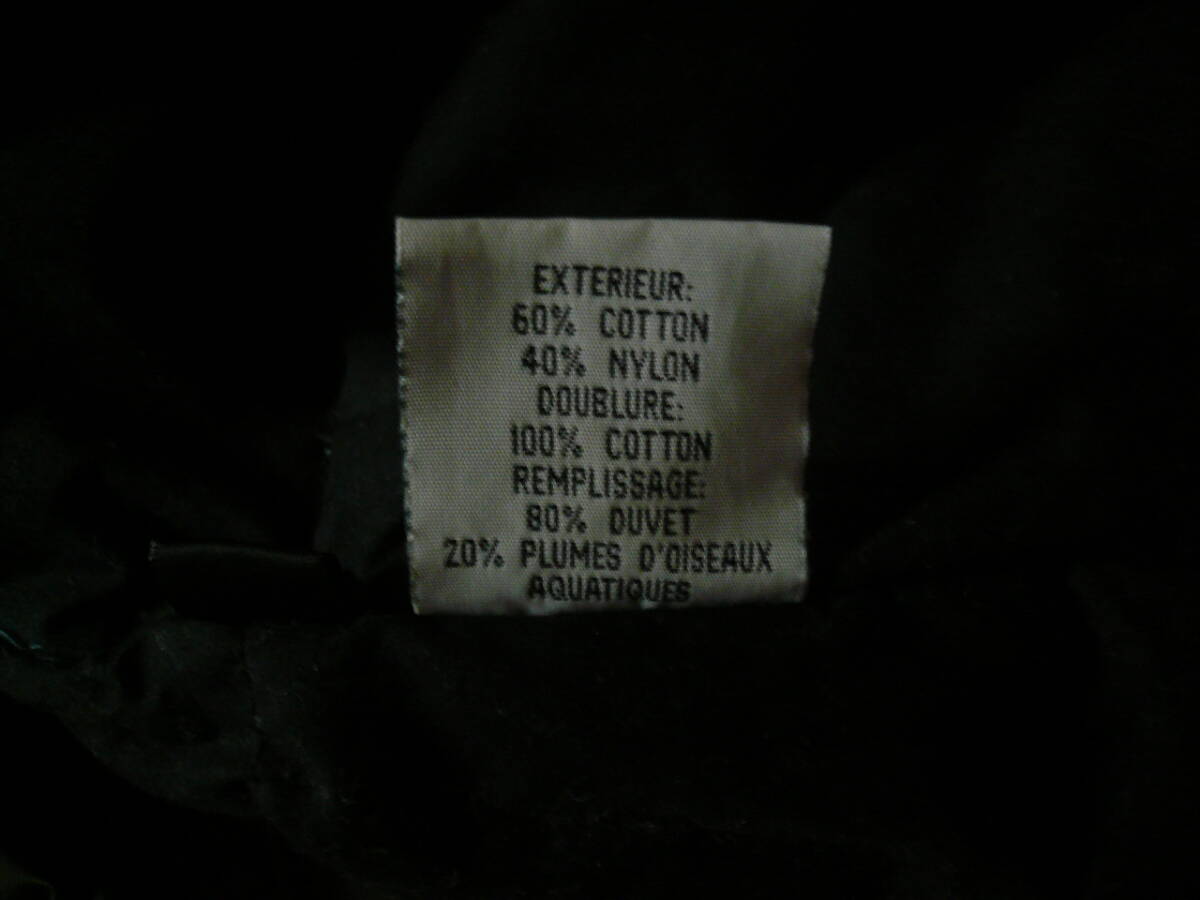 EXTERIEUR:
60% COTTON
40% NYLON
DOUBLURE:
100% COTTON
REMPLISSAGE:
80% DUVET
20% PLUMES D'OISEAUX
AQUATIQUES